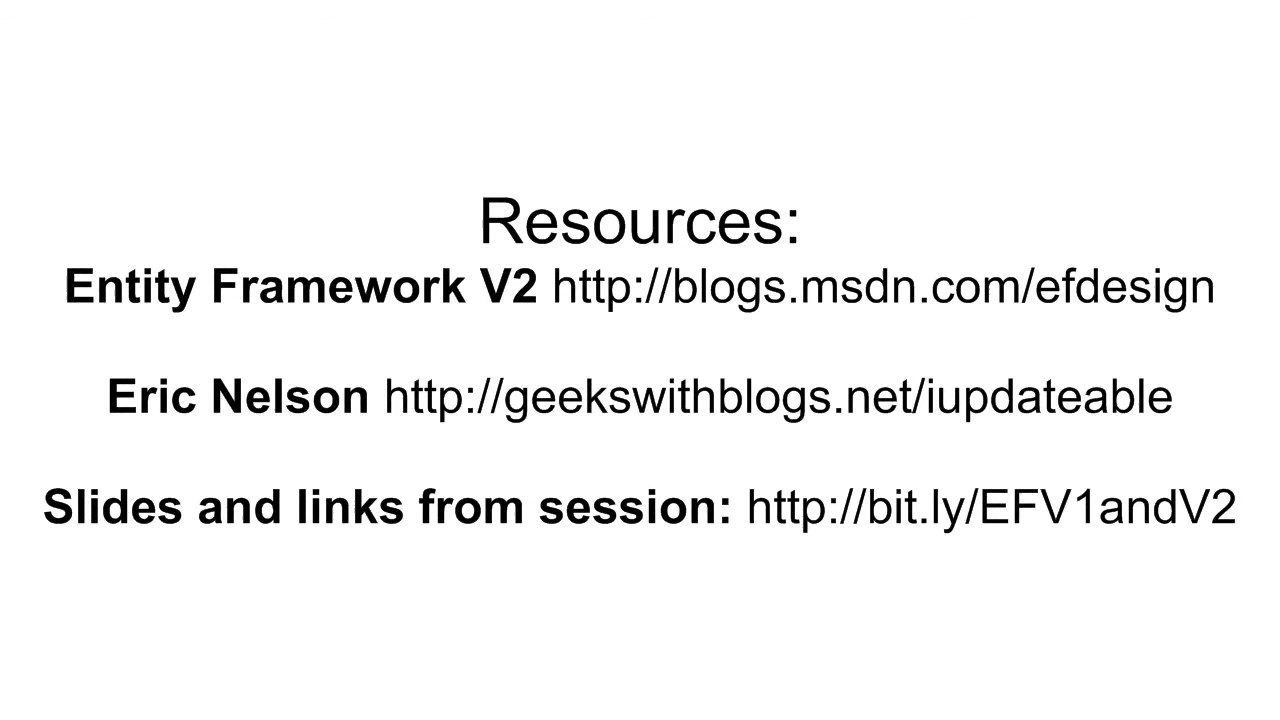 Resources:
Entity Framework V2 http://blogs.msdn.com/efdesign
Eric Nelson http://geekswithblogs.net/iupdateable
Slides and links from session: http://bit.ly/EFV1andV2